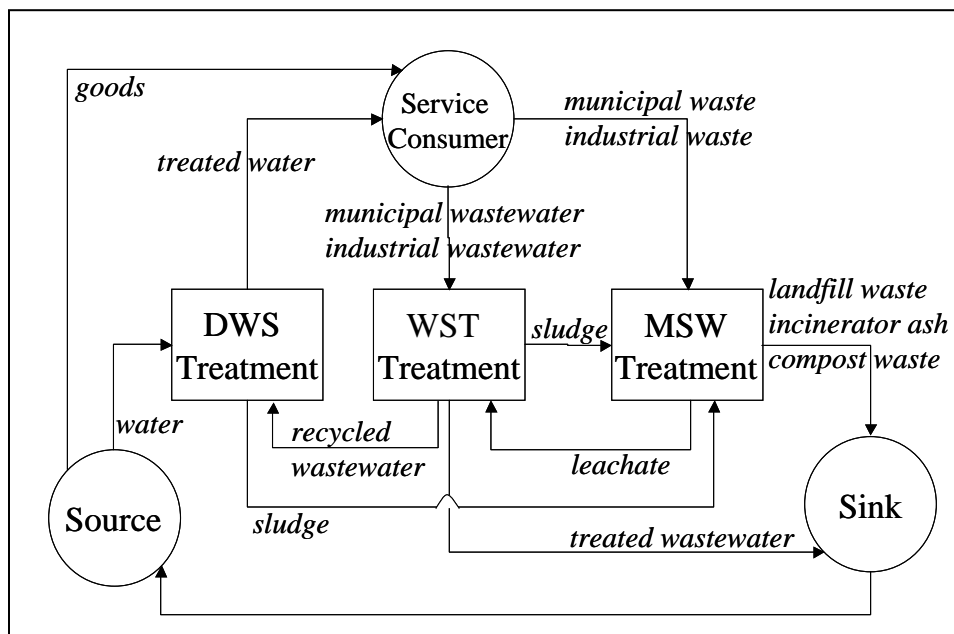 goods
Service
Consumer
municipal waste
industrial waste
treated water
municipal wastewater
industrial wastewater
DWS
Treatment
WST
Treatment
sludge
MSW
Treatment
landfill waste
incinerator ash
compost waste
water
recycled
wastewater
leachate
Source
sludge
treated wastewater
Sink